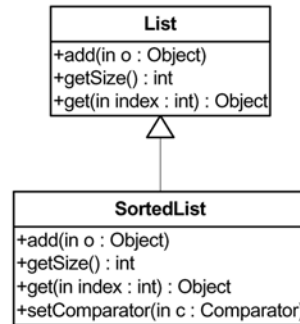 List
+add(in o : Object)
+getSize() : int
+get(in index : int) : Object
SortedList
+add(in o : Object)
+getSize() : int
+get(in index : int) : Object
+setComparator(in c : Comparator)